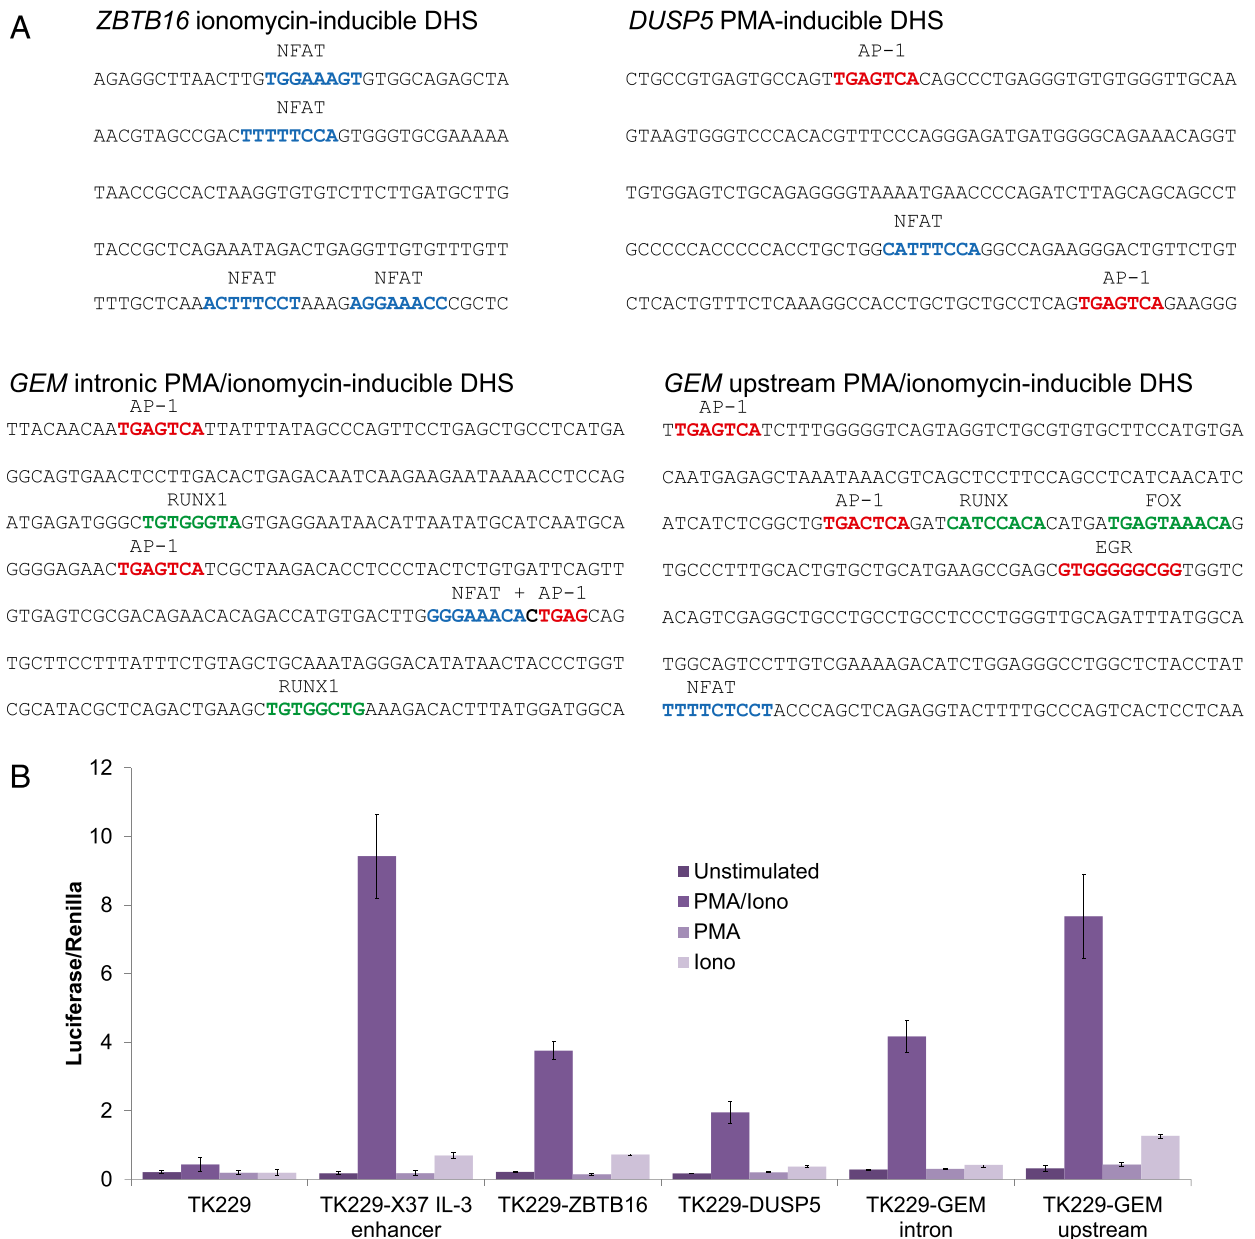 A
ZBTB16 ionomycin-inducible DHS
NFAT
AGAGGCTTAACTTGTGGAAAGTGTGGCAGAGCTA
NFAT
AACGTAGCCGACTTTTTCCAGTGGGTGCGAAAAA
TAACCGCCACTAAGGTGTGTCTTCTTGATGCTTG
TACCGCTCAGAAATAGACTGAGGTTGTGTTTGTT
NFAT NFAT
TTTGCTCAAACTTTCCTAAAGAGGAAACCCGCTC
DUSP5 PMA-inducible DHS
AP-1
CTGCCGTGAGTGCCAGTTGAGTCACAGCCCTGAGGGTGTGTGGGTTGCAA
GTAAGTGGGTCCCACACGTTTCCCAGGGAGATGATGGGGCAGAAACAGGT
TGTGGAGTCTGCAGAGGGGTAAAATGAACCCCAGATCTTAGCAGCAGCCT
NFAT
GCCCCCACCCCCACCTGCTGGCATTTCCAGGCCAGAAGGGACTGTTCTGT
AP-1
CTCACTGTTTCTCAAAGGCCACCTGCTGCTGCCTCAGTGAGTCAGAAGGG
GEM intronic PMA/ionomycin-inducible DHS
AP-1
TTACAACAATGAGTCATTATTTATAGCCCAGTTCCTGAGCTGCCTCATGA
GGCAGTGAACTCCTTGACACTGAGACAATCAAGAAGAATAAAACCTCCAG
RUNX1
ATGAGATGGGCTGTGGGTAGTGAGGAATAACATTAATATGCATCAATGCA
AP-1
GGGGAGAACTGAGTCATCGCTAAGACACCTCCCTACTCTGTGATTCAGTT
NFAT + AP-1
GTGAGTCGCGACAGAACACAGACCATGTGACTTGGGGAAACACTGAGCAG
TGCTTCCTTTATTTCTGTAGCTGCAAATAGGGACATATAACTACCCTGGT
RUNX1
CGCATACGCTCAGACTGAAGCTGTGGCTGAAAGACACTTTATGGATGGCA
GEM upstream PMA/ionomycin-inducible DHS
AP-1
TTGAGTCATCTTTGGGGGTCAGTAGGTCTGCGTGTGCTTCCATGTGA
CAATGAGAGCTAAATAAACGTCAGCTCCTTCCAGCCTCATCAACATC
AP-1 RUNX FOX
ATCATCTCGGCTGTGACTCAGATCATCCACACATGATGAGTAAACAG
EGR
TGCCCTTTGCACTGTGCTGCATGAAGCCGAGCGTGGGGGCGGTGGTC
ACAGTCGAGGCTGCCTGCCTGCCTCCCTGTTGCAGATTTATGGCA
TGGCAGTCCTTGTCGAAAAGACATCTGGAGGGCCTGGCTCTACCTAT
NFAT
TTTTCTCCTACCCAGCTCAGAGGTACTTTTGCCCAGTCACTCCTCAA
B
12
10
8
6
4
2
0
Luciferase/Renilla
Unstimulated
PMA/Iono
PMA
Iono
TK229
TK229-X37 IL-3 enhancer
TK229-ZBTB16
TK229-DUSP5
TK229-GEM intron
TK229-GEM upstream